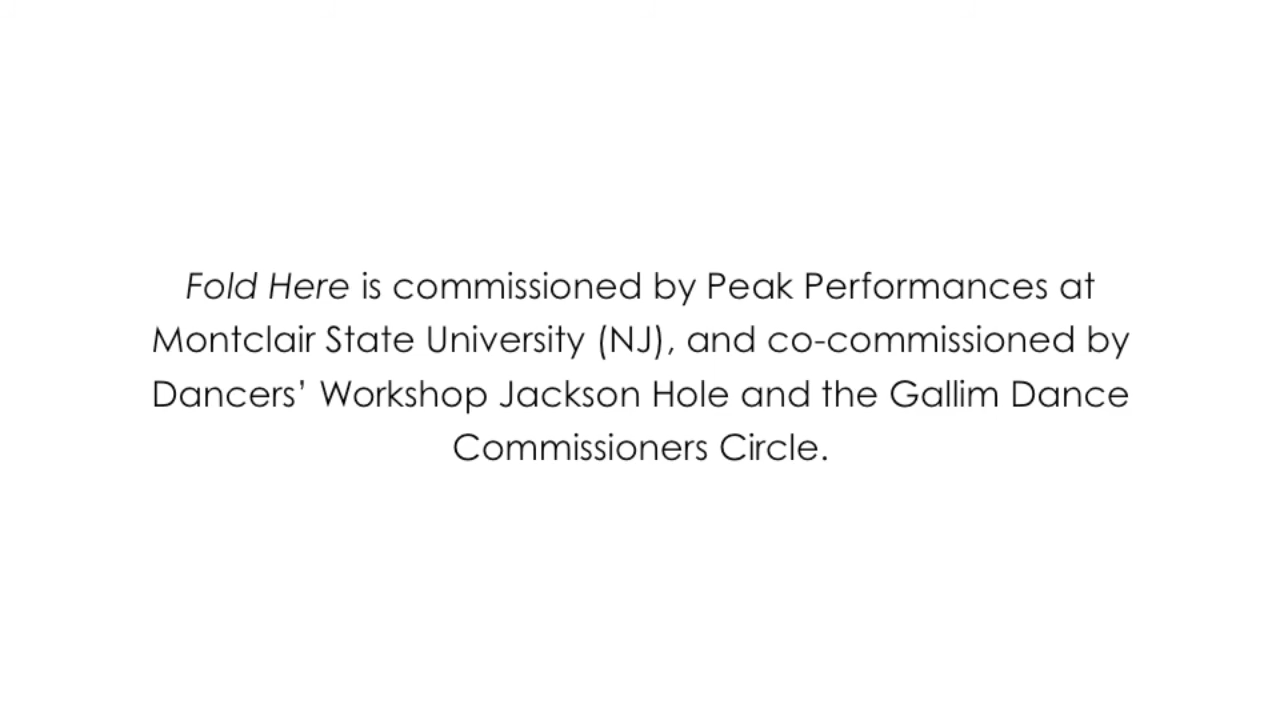 Fold Here is commissioned by Peak Performances at
Montclair State University (NJ), and co-commissioned by
Dancers’ Workshop Jackson Hole and the Gallim Dance
Commissioners Circle.